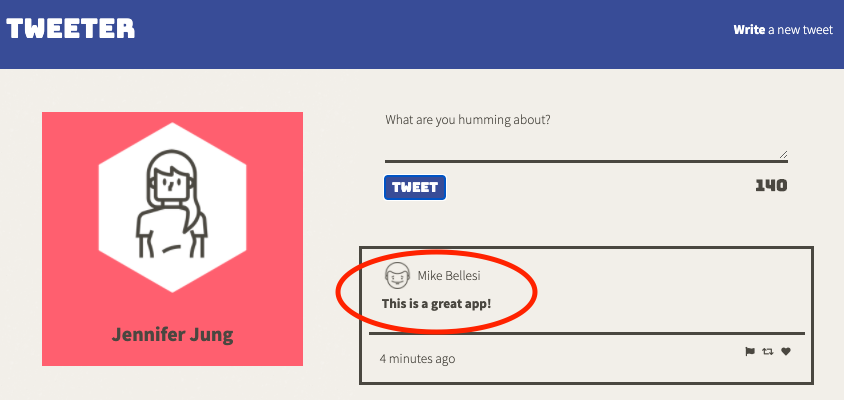 TWEETER
Write a new tweet
Jennifer Jung
What are you humming about?
TWEET
140
Mike Bellesi
This is a great app!
4 minutes ago